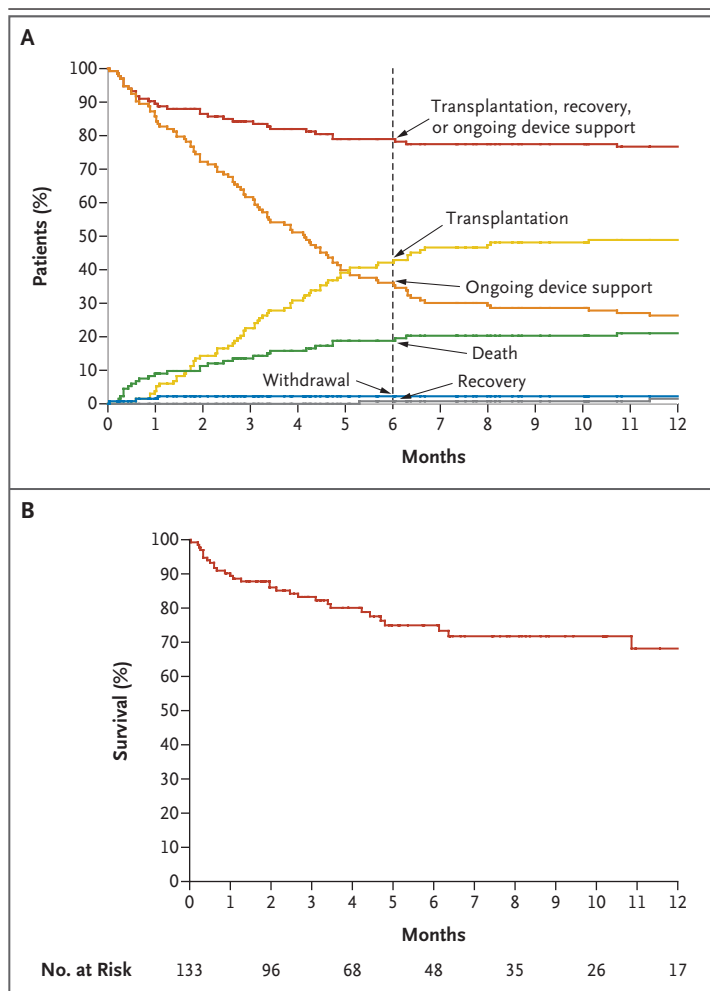 A
100
90
80
70
60
50
40
30
20
10
0
Patients (%)
Transplantation, recovery,
or ongoing device support
Transplantation
Ongoing device support
Death
Withdrawal
Recovery
0 1 2 3 4 5 6 7 8 9 10 11 12
Months
B
100
90
80
70
60
50
40
30
20
10
0
Survival (%)
0 1 2 3 4 5 6 7 8 9 10 11 12
Months
No. at Risk 133 96 68 48 35 26 17